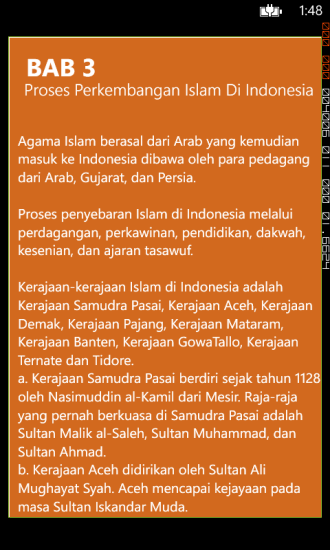 1:48
BAB 3
Proses Perkembangan Islam Di Indonesia
Agama Islam berasal dari Arab yang kemudian
masuk ke Indonesia dibawa oleh para pedagang
dari Arab, Gujarat, dan Persia.
Proses penyebaran Islam di Indonesia melalui
perdagangan, perkawinan, pendidikan, dakwah,
kesenian, dan ajaran tasawuf.
Kerajaan-kerajaan Islam di Indonesia adalah
Kerajaan Samudra Pasai, Kerajaan Aceh, Kerajaan
Demak, Kerajaan Pajang, Kerajaan Mataram,
Kerajaan Banten, Kerajaan GowaTallo, Kerajaan
Ternate dan Tidore.
a. Kerajaan Samudra Pasai berdiri sejak tahun 1128
oleh Nasimuddin al-Kamil dari Mesir. Raja-raja
yang pernah berkuasa di Samudra Pasai adalah
Sultan Malik al-Saleh, Sultan Muhammad, dan
Sultan Ahmad.
b. Kerajaan Aceh didirikan oleh Sultan Ali
Mughayat Syah. Aceh mencapai kejayaan pada
masa Sultan Iskandar Muda.